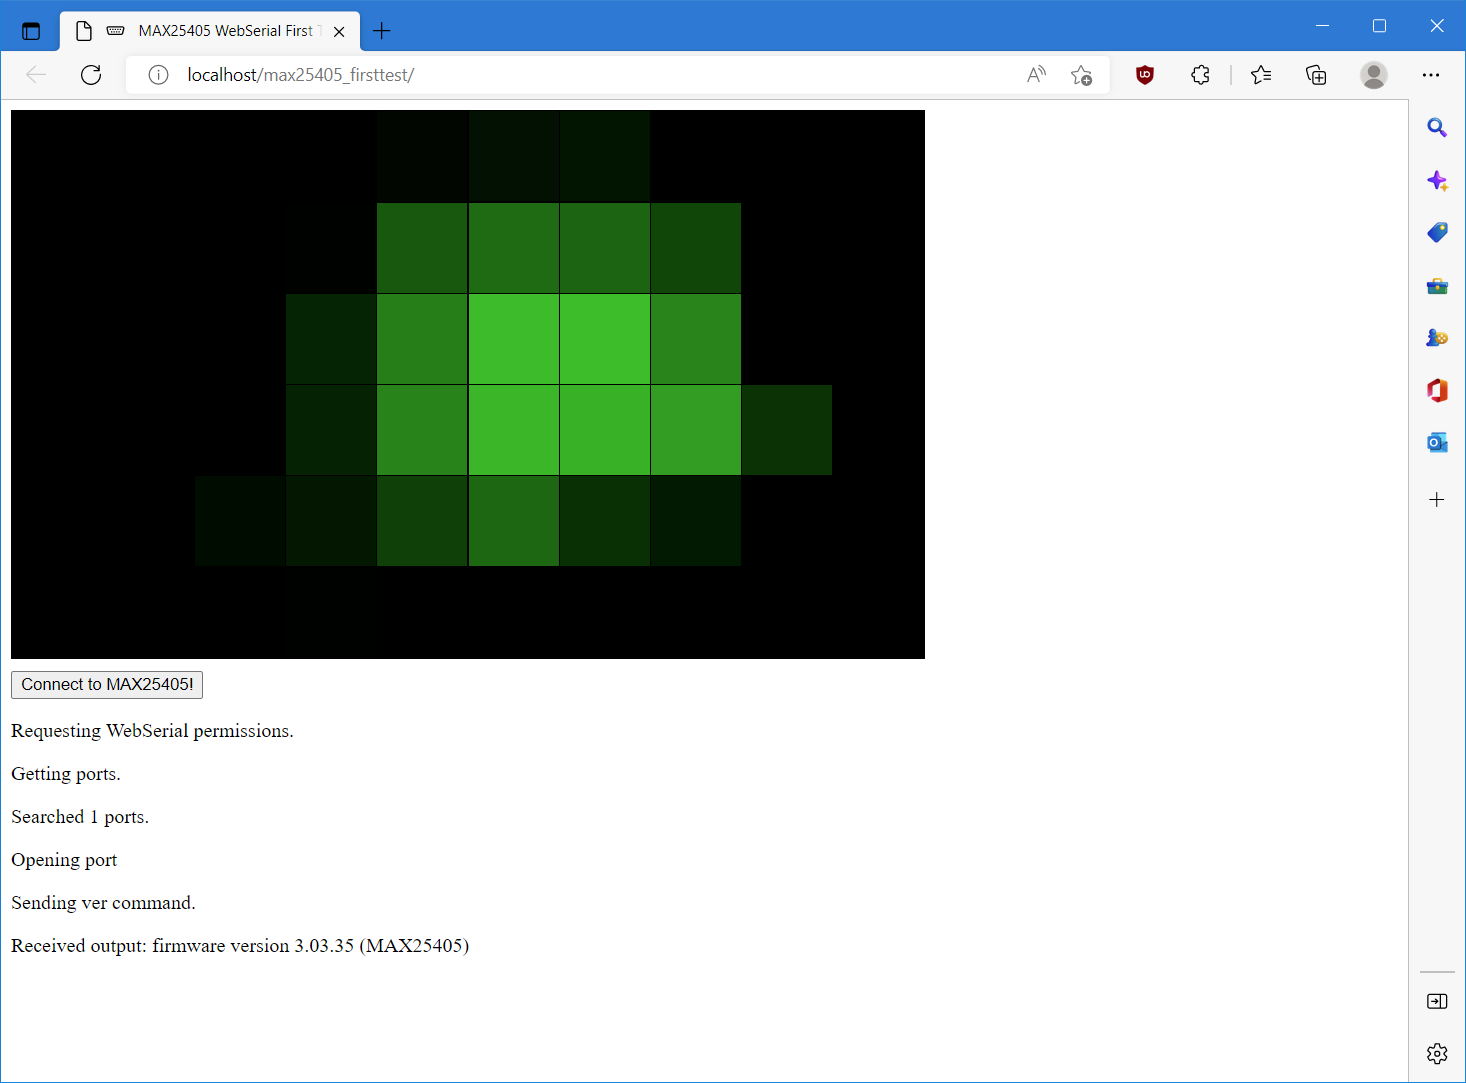 MAX25405 WebSerial First
localhost/max25405_firsttest/
Connect to MAX25405!
Requesting WebSerial permissions.
Getting ports.
Searched 1 ports.
Opening port
Sending ver command.
Received output: firmware version 3.03.35 (MAX25405)